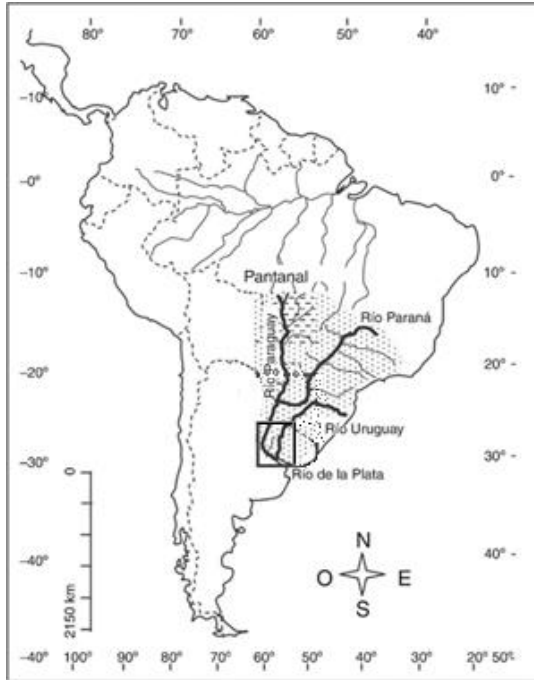 80° 70° 60° 50° 40°
–10° 10°
–0° 0°
–10° 10°
Pantanal
Río Paraná
Río Paraguay
–20° 20°
Río Uruguay
–30° 30°
Río de la Plata
0
2150 km
–40° 40°
N
O E
S
–40° 100° 90° 80° 70° 60° 50° 40° 30° 20° 50°